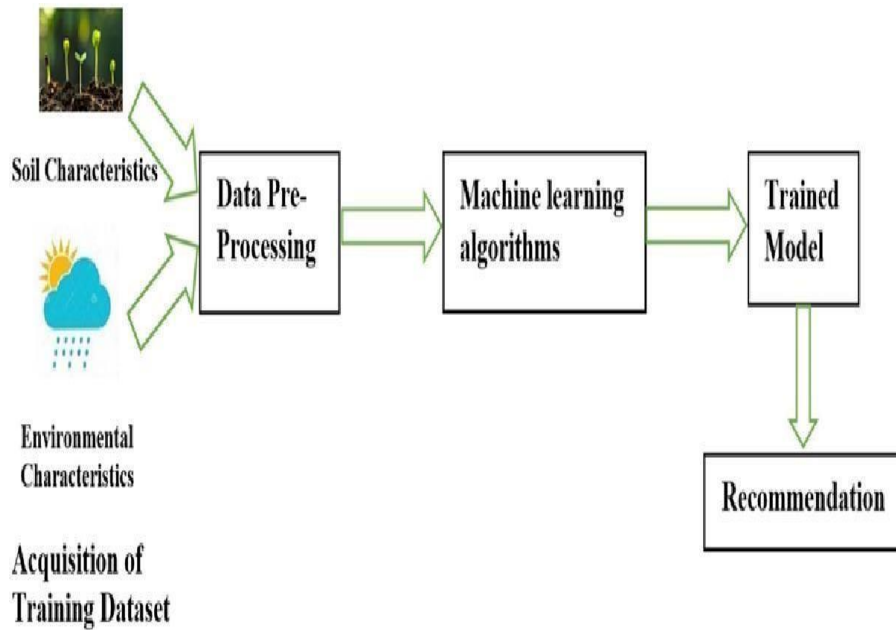 Soil Characteristics
Data Pre-
Processing
Machine learning
algorithms
Trained
Model
Environmental
Characteristics
Recommendation
Acquisition of
Training Dataset